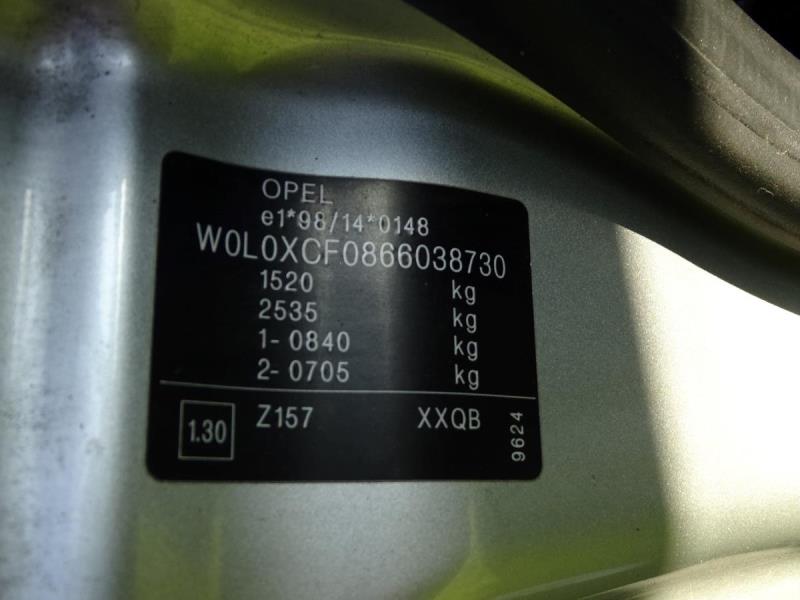 OPEL
e1*98/14*0148
W0L0XCF0866038730
1520 kg
2535 kg
1- 0840 kg
2- 0705 kg
1.30 Z157 XXQB 9624